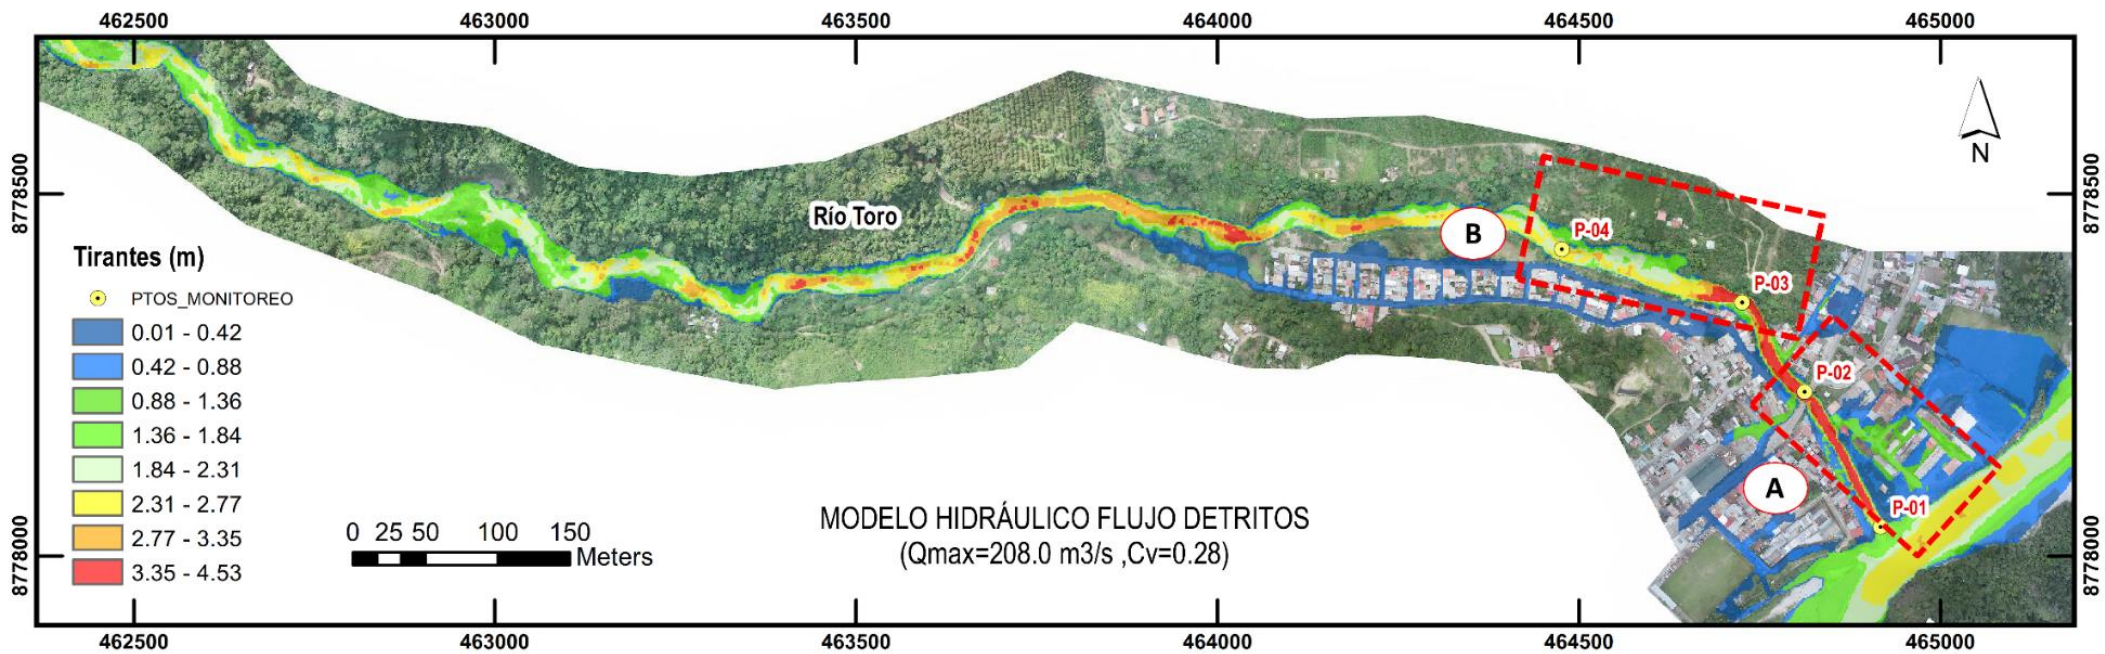 462500 463000 463500 464000 464500 465000
8778500
8778500
N
Río Toro
B
P-04
P-03
P-02
A
P-01
Tirantes (m)
PTOS_MONITOREO
0.01 - 0.42
0.42 - 0.88
0.88 - 1.36
1.36 - 1.84
1.84 - 2.31
2.31 - 2.77
2.77 - 3.35
3.35 - 4.53
0 25 50 100 150
Meters
MODELO HIDRÁULICO FLUJO DETRITOS
(Qmax=208.0 m3/s ,Cv=0.28)
8778000
8778000
462500 463000 463500 464000 464500 465000